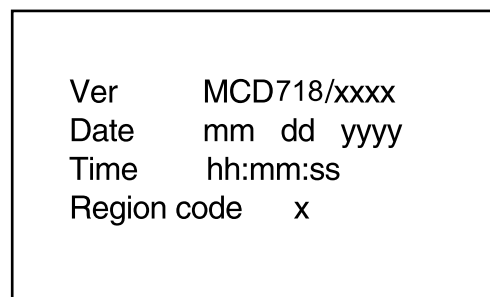 Ver MCD718/xxxx
Date mm dd yyyy
Time hh:mm:ss
Region code x